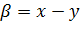 β = x − y